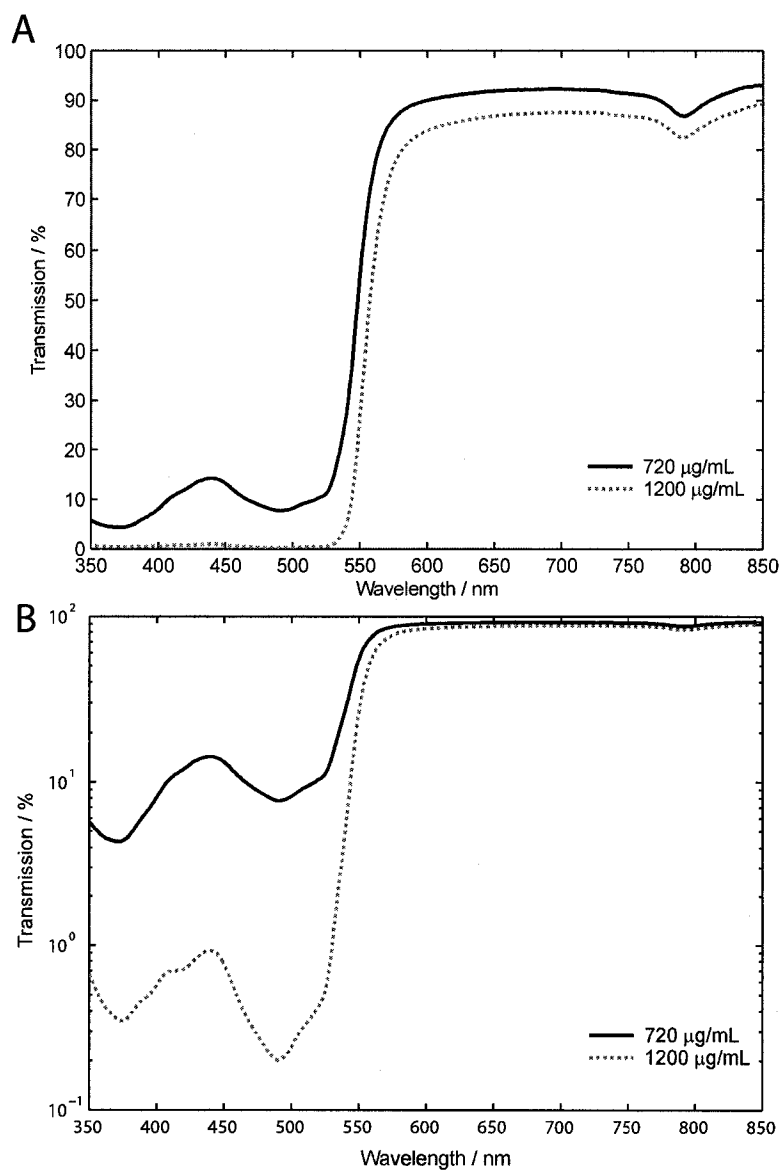 A
100
90
80
70
60
50
40
30
20
10
0
Transmission / %
720 μg/mL
1200 μg/mL
350 400 450 500 550 600 650 700 750 800 850
Wavelength / nm
B
10²
10¹
10⁰
10⁻¹
Transmission / %
720 μg/mL
1200 μg/mL
350 400 450 500 550 600 650 700 750 800 850
Wavelength / nm